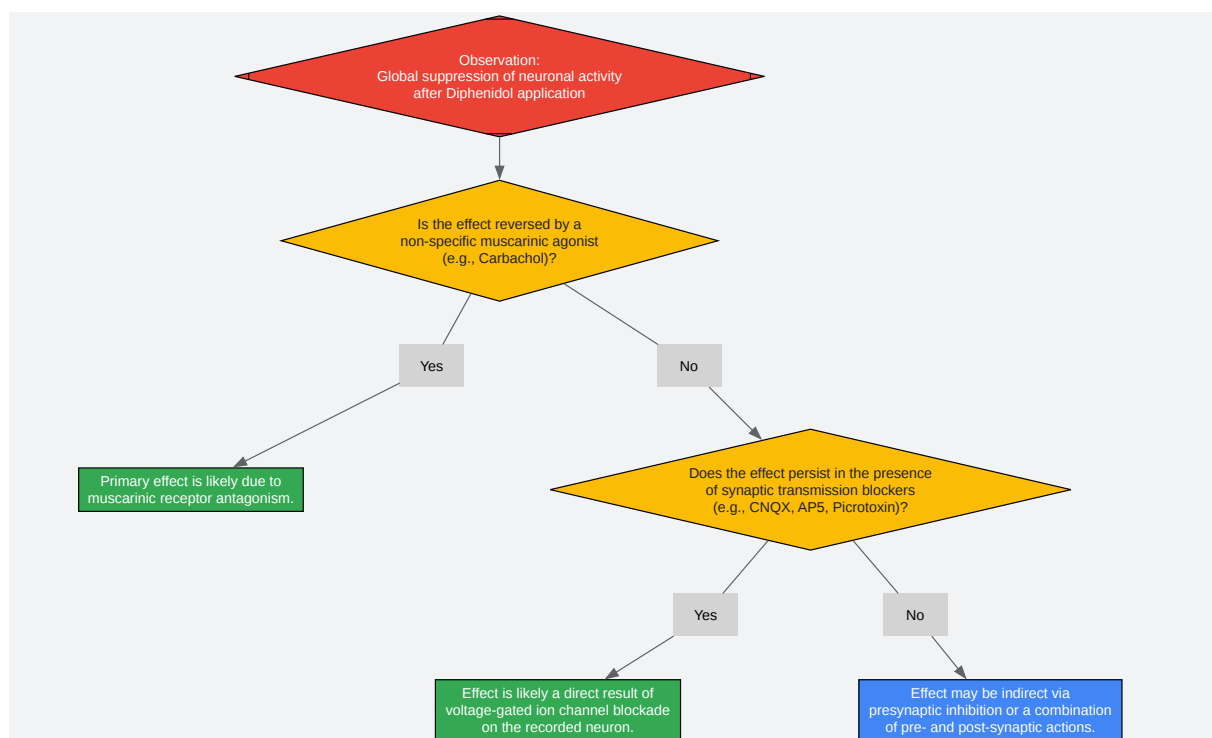 Observation:
Global suppression of neuronal activity
after Diphenidol application
Is the effect reversed by a
non-specific muscarinic agonist
(e.g., Carbachol)?
Yes
No
Primary effect is likely due to
muscarinic receptor antagonism.
Does the effect persist in the presence
of synaptic transmission blockers
(e.g., CNQX, AP5, Picrotoxin)?
Yes
No
Effect is likely a direct result of
voltage-gated ion channel blockade
on the recorded neuron.
Effect may be indirect via
presynaptic inhibition or a combination
of pre- and post-synaptic actions.